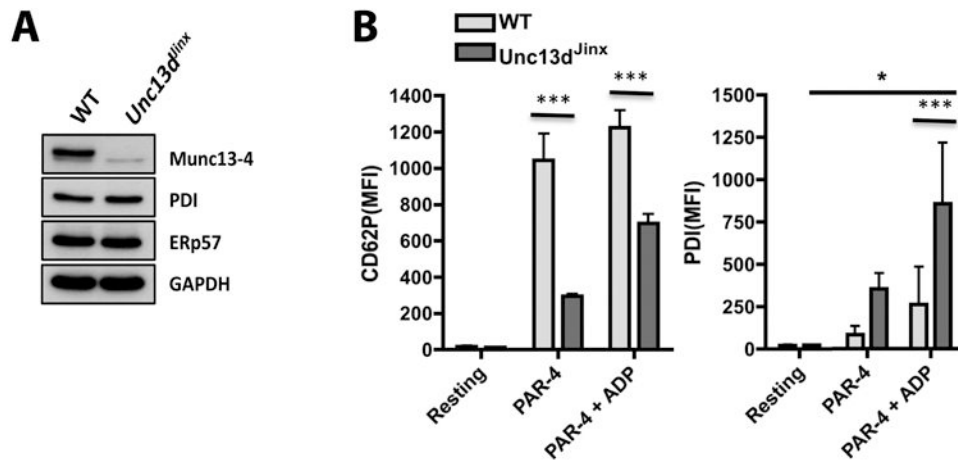 A
WT
Unc13d^Jinx
Munc13-4
PDI
ERp57
GAPDH
B
WT
Unc13d^Jinx
CD62P(MFI)
1400
1200
1000
800
600
400
200
0
***
***
Resting
PAR-4
PAR-4 + ADP
PDI(MFI)
1500
1250
1000
750
500
250
0
*
***
Resting
PAR-4
PAR-4 + ADP